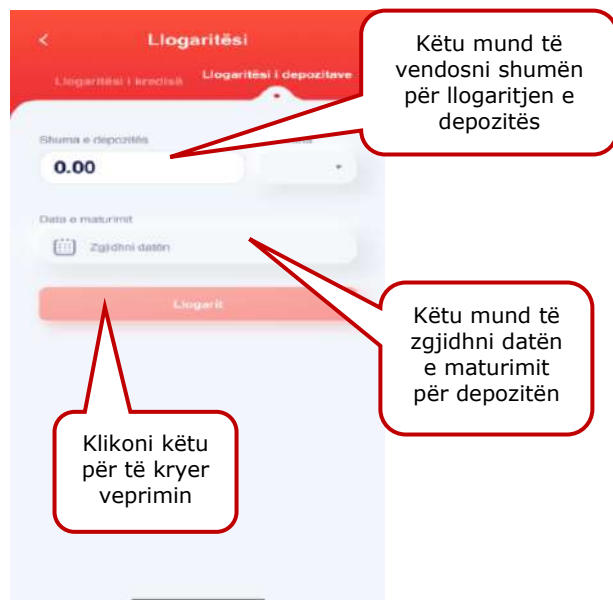 Llogaritësi
Llogaritësi i kredisë
Llogaritësi i depozitave
Këtu mund të
vendosni shumën
për llogaritjen e
depozitës
Shuma e depozitës
0.00
Data e maturimit
Zgjidhni datën
Llogarit
Këtu mund të
zgjidhni datën
e maturimit
për depozitën
Klikoni këtu
për të kryer
veprimin